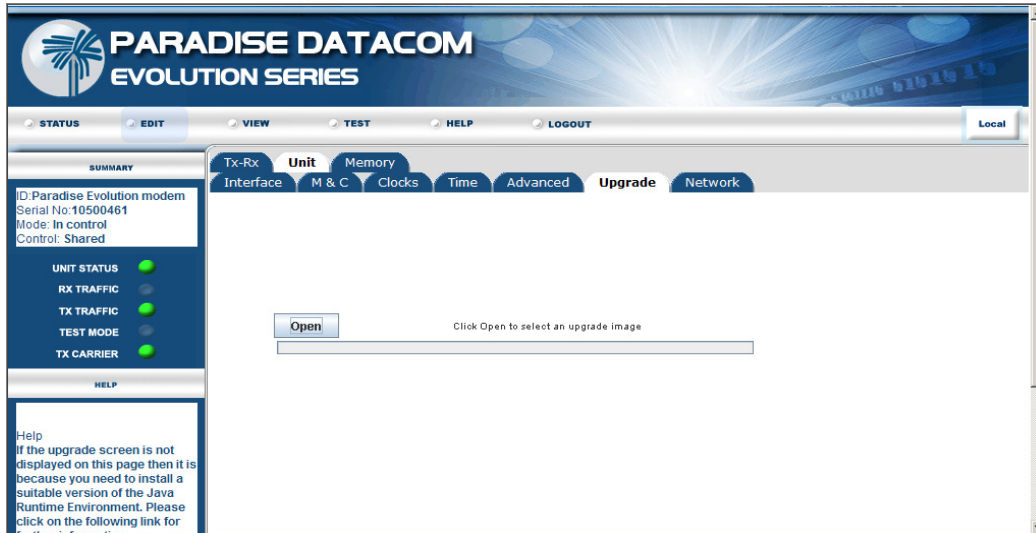 PARADISE DATACOM
EVOLUTION SERIES
STATUS EDIT VIEW TEST HELP LOGOUT Local
SUMMARY
ID:Paradise Evolution modem
Serial No:10500461
Mode: In control
Control: Shared
UNIT STATUS
RX TRAFFIC
TX TRAFFIC
TEST MODE
TX CARRIER
HELP
Help
If the upgrade screen is not
displayed on this page then it is
because you need to install a
suitable version of the Java
Runtime Environment. Please
click on the following link for
Tx-Rx Unit Memory
Interface M & C Clocks Time Advanced Upgrade Network
Open Click Open to select an upgrade image